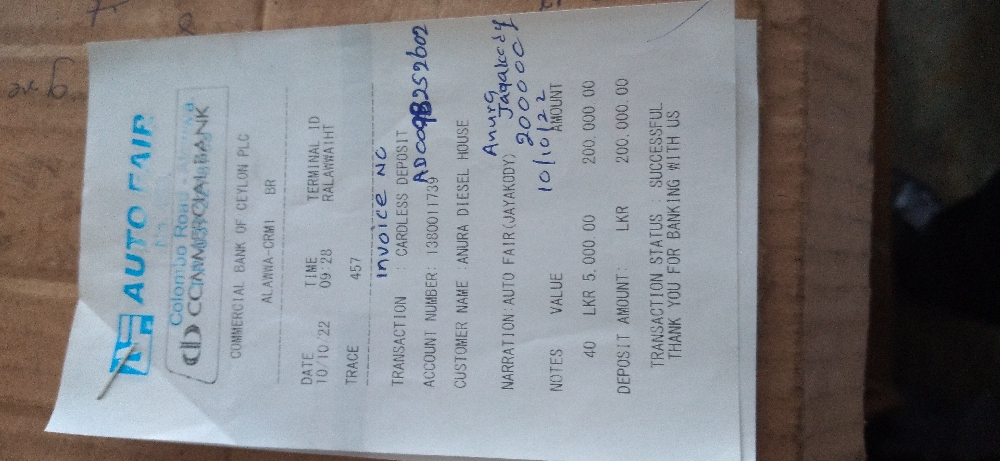 AUTO FAIR
Colombo Road
COMMERCIAL BANK
COMMERCIAL BANK OF CEYLON PLC
ALAWWA-CRM1 BR
DATE TIME TERMINAL ID
10/10/22 09:28 RALAWWA1HT
TRACE 457
Invoice NO
TRANSACTION : CARDLESS DEPOSIT
AD009B252602
ACCOUNT NUMBER: 1380011739
CUSTOMER NAME :ANURA DIESEL HOUSE
Anura
Jayakody
NARRATION:AUTO FAIR(JAYAKODY)
200000/
10/10/22
NOTES VALUE AMOUNT
40 LKR 5,000.00 200,000.00
DEPOSIT AMOUNT: LKR 200,000.00
TRANSACTION STATUS : SUCCESSFUL
THANK YOU FOR BANKING WITH US